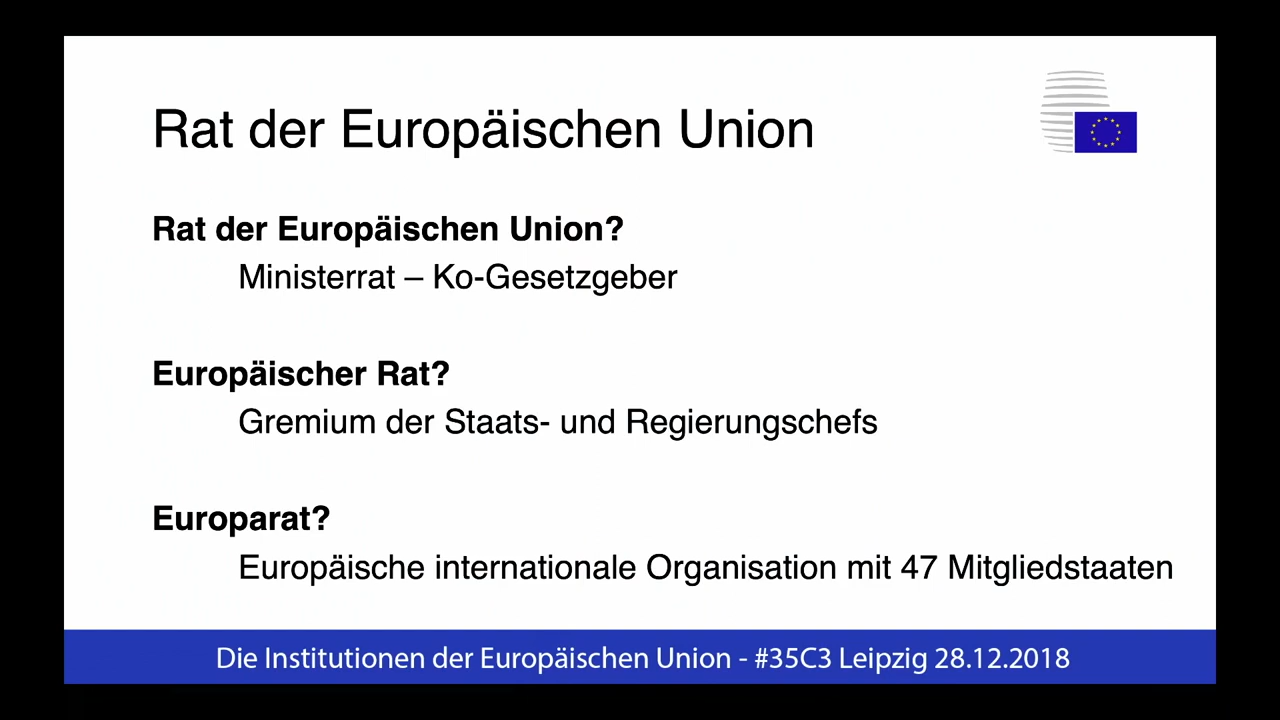 Rat der Europäischen Union
Rat der Europäischen Union?
Ministerrat – Ko-Gesetzgeber
Europäischer Rat?
Gremium der Staats- und Regierungschefs
Europarat?
Europäische internationale Organisation mit 47 Mitgliedstaaten
Die Institutionen der Europäischen Union - #35C3 Leipzig 28.12.2018